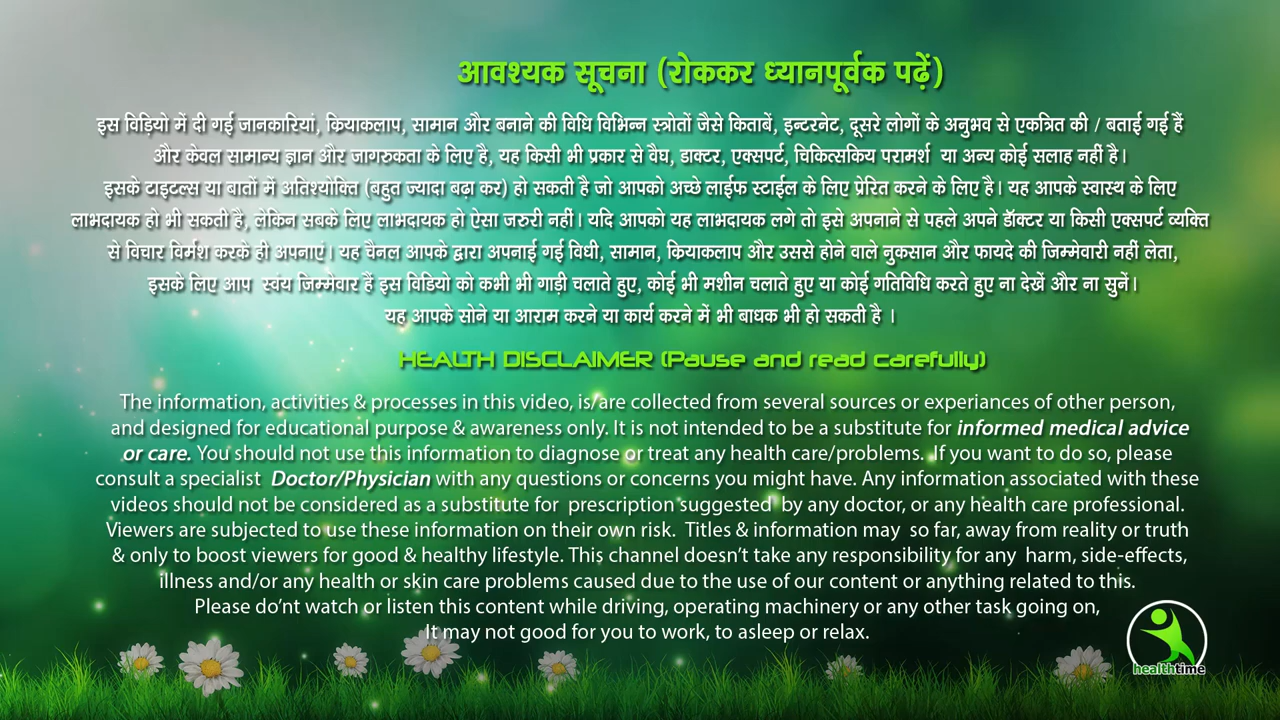 आवश्यक सूचना (रोककर ध्यानपूर्वक पढ़ें)
इस विड़ियो में दी गई जानकारियां, कियाकलाप, सामान और बनाने की विधि विभिन्न स्त्रोतों जैसे किताबें, इन्टरनेट, दूसरे लोगों के अनुभव से एकत्रित की / बताई गई हैं
और केवल सामान्य ज्ञान और जागरुकता के लिए है, यह किसी भी प्रकार से वैघ, डाक्टर, एक्सपर्ट, चिकित्सकिय परामर्श या अन्य कोई सलाह नहीं है।
इसके टाइटल्स या बातों में अतिश्योक्ति (बहुत ज्यादा बढ़ा कर) हो सकती है जो आपको अच्छे लाईफ स्टाईल के लिए प्रेरित करने के लिए है। यह आपके स्वास्थ के लिए
लाभदायक हो भी सकती है, लेकिन सबके लिए लाभदायक हो ऐसा जरुरी नहीं। यदि आपको यह लाभदायक लगे तो इसे अपनाने से पहले अपने डॉक्टर या किसी एक्सपर्ट व्यक्ति
से विचार विर्मश करके ही अपनाएं। यह चैनल आपके द्वारा अपनाई गई विधी, सामान, कियाकलाप और उससे होने वाले नुकसान और फायदे की जिम्मेवारी नहीं लेता,
इसके लिए आप स्वंय जिम्मेवार हैं इस विडियो को कभी भी गाड़ी चलाते हुए, कोई भी मशीन चलाते हुए या कोई गतिविधि करते हुए ना देखें और ना सुनें।
यह आपके सोने या आराम करने या कार्य करने में भी बाधक भी हो सकती है ।
HEALTH DISCLAIMER (Pause and read carefully)
The information, activities & processes in this video, is/are collected from several sources or experiances of other person,
and designed for educational purpose & awareness only. It is not intended to be a substitute for informed medical advice
or care. You should not use this information to diagnose or treat any health care/problems. If you want to do so, please
consult a specialist Doctor/Physician with any questions or concerns you might have. Any information associated with these
videos should not be considered as a substitute for prescription suggested by any doctor, or any health care professional.
Viewers are subjected to use these information on their own risk. Titles & information may so far, away from reality or truth
& only to boost viewers for good & healthy lifestyle. This channel doesn't take any responsibility for any harm, side-effects,
illness and/or any health or skin care problems caused due to the use of our content or anything related to this.
Please do'nt watch or listen this content while driving, operating machinery or any other task going on,
It may not good for you to work, to asleep or relax.
healthtime